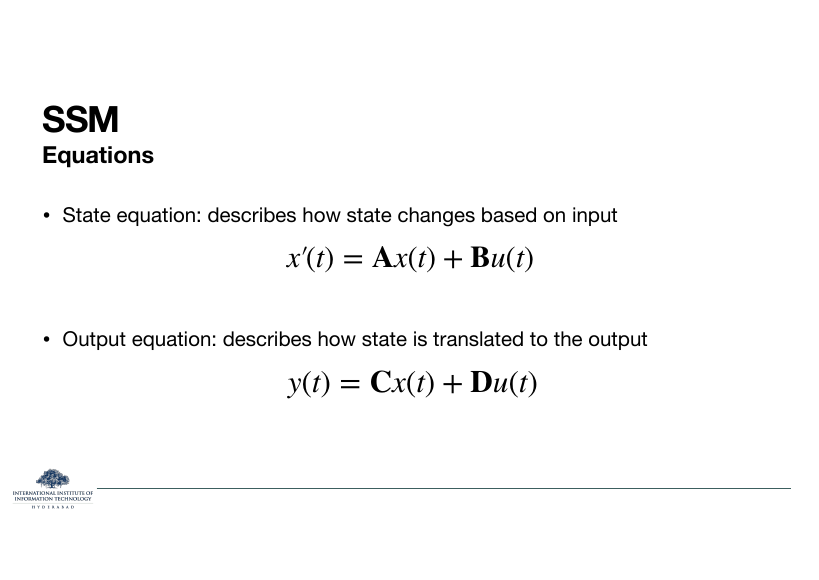 SSM
Equations
• State equation: describes how state changes based on input
x′(t) = Ax(t) + Bu(t)
• Output equation: describes how state is translated to the output
y(t) = Cx(t) + Du(t)
INTERNATIONAL INSTITUTE OF
INFORMATION TECHNOLOGY
HYDERABAD